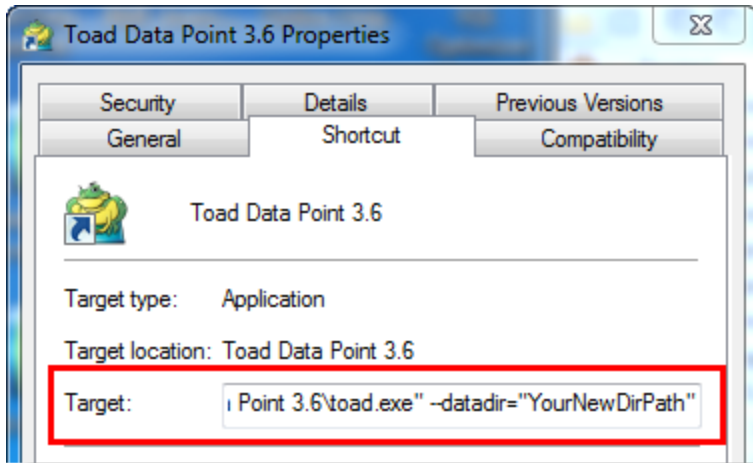 Toad Data Point 3.6 Properties
Security Details Previous Versions
General Shortcut Compatibility
Toad Data Point 3.6
Target type: Application
Target location: Toad Data Point 3.6
Target: Point 3.6\toad.exe" --datadir="YourNewDirPath"